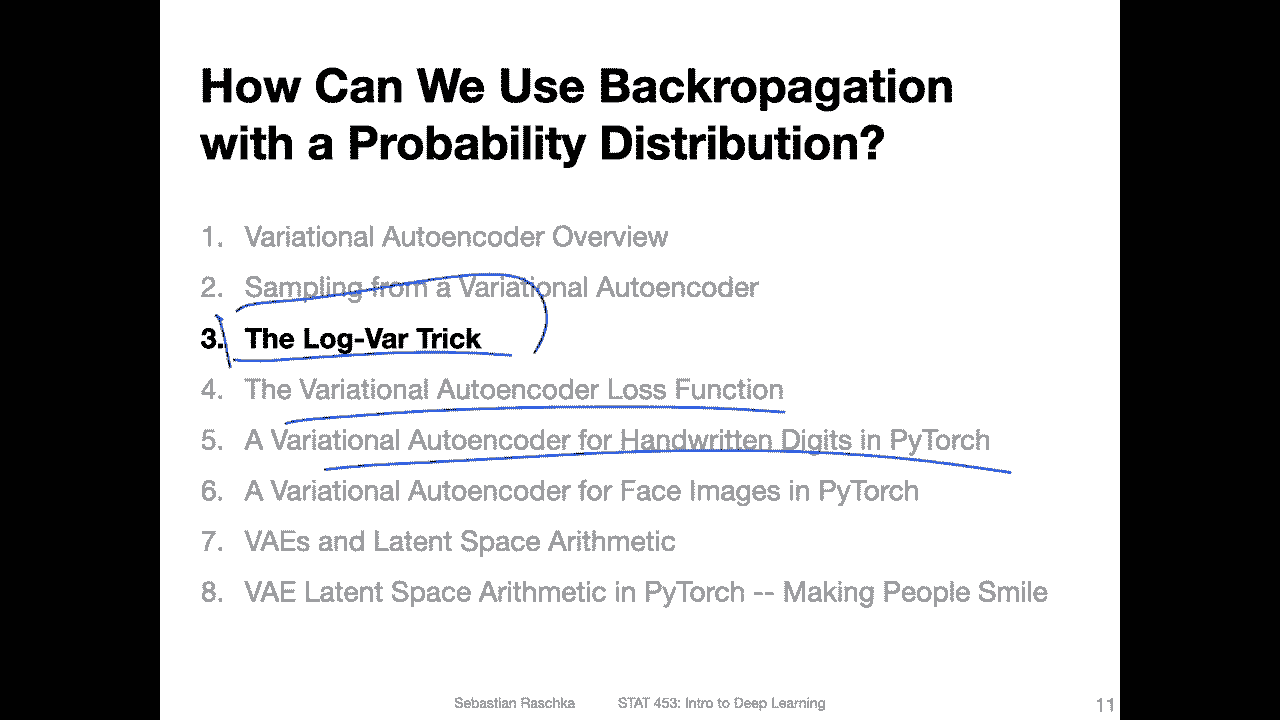 How Can We Use Backropagation
with a Probability Distribution?
1. Variational Autoencoder Overview
2. Sampling from a Variational Autoencoder
3. The Log-Var Trick
4. The Variational Autoencoder Loss Function
5. A Variational Autoencoder for Handwritten Digits in PyTorch
6. A Variational Autoencoder for Face Images in PyTorch
7. VAEs and Latent Space Arithmetic
8. VAE Latent Space Arithmetic in PyTorch -- Making People Smile
Sebastian Raschka STAT 453: Intro to Deep Learning 11